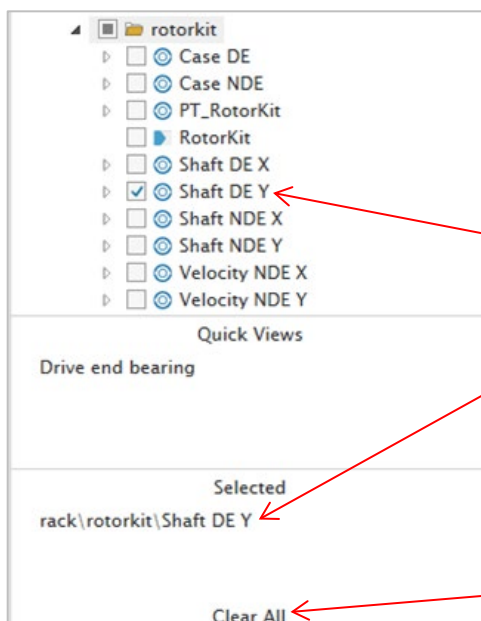 rotorkit
Case DE
Case NDE
PT_RotorKit
RotorKit
Shaft DE X
Shaft DE Y
Shaft NDE X
Shaft NDE Y
Velocity NDE X
Velocity NDE Y
Quick Views
Drive end bearing
Selected
rack\rotorkit\Shaft DE Y
Clear All